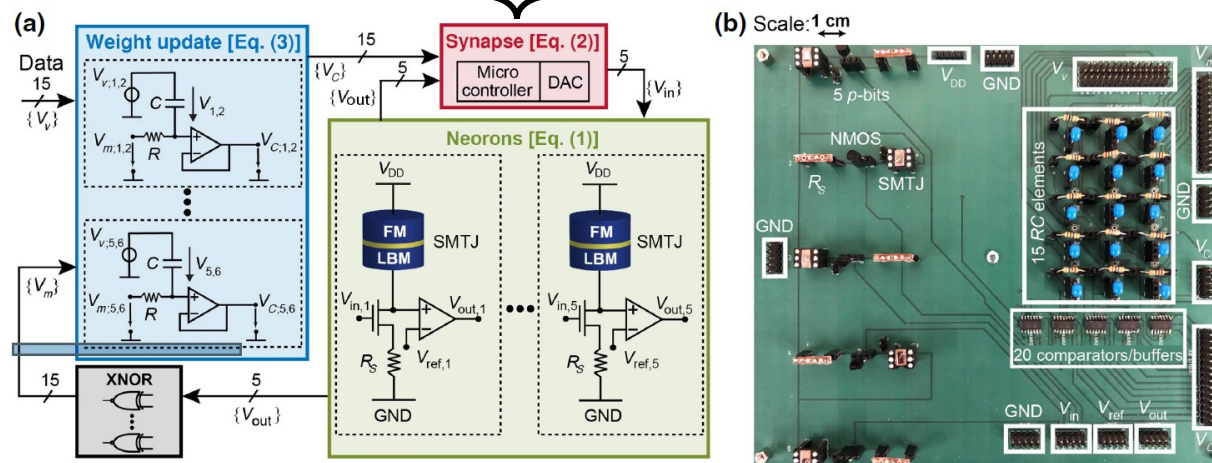 (a)
Data
15
{Vv}
Weight update [Eq. (3)]
Vv;1,2
C
V1,2
Vm;1,2
R
VC;1,2
Vv;5,6
C
V5,6
Vm;5,6
R
VC;5,6
{Vm}
15
{VC}
5
{Vout}
Synapse [Eq. (2)]
Micro
controller
DAC
5
{Vin}
Neorons [Eq. (1)]
VDD
FM
LBM
SMTJ
Vin,1
Vout,1
RS
Vref,1
GND
VDD
FM
LBM
SMTJ
Vin,5
Vout,5
RS
Vref,5
GND
15
XNOR
5
{Vout}
(b) Scale: 1 cm
5 p-bits
VDD
GND
Vv
NMOS
RS
SMTJ
GND
15 RC elements
GND
20 comparators/buffers
GND
Vin
Vref
Vout